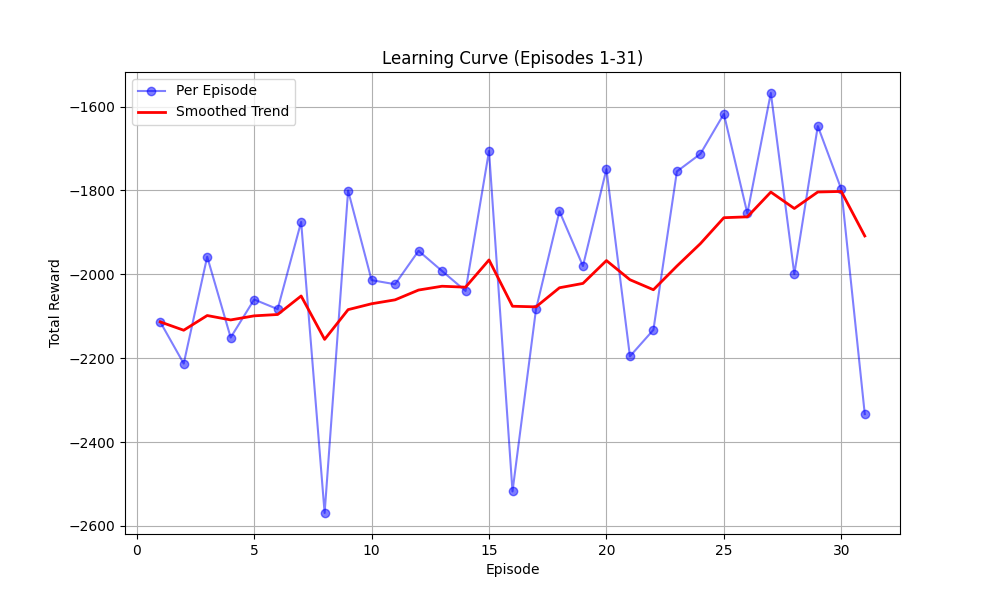 Learning Curve (Episodes 1-31)
Per Episode
Smoothed Trend
Total Reward
−1600
−1800
−2000
−2200
−2400
−2600
0 5 10 15 20 25 30
Episode